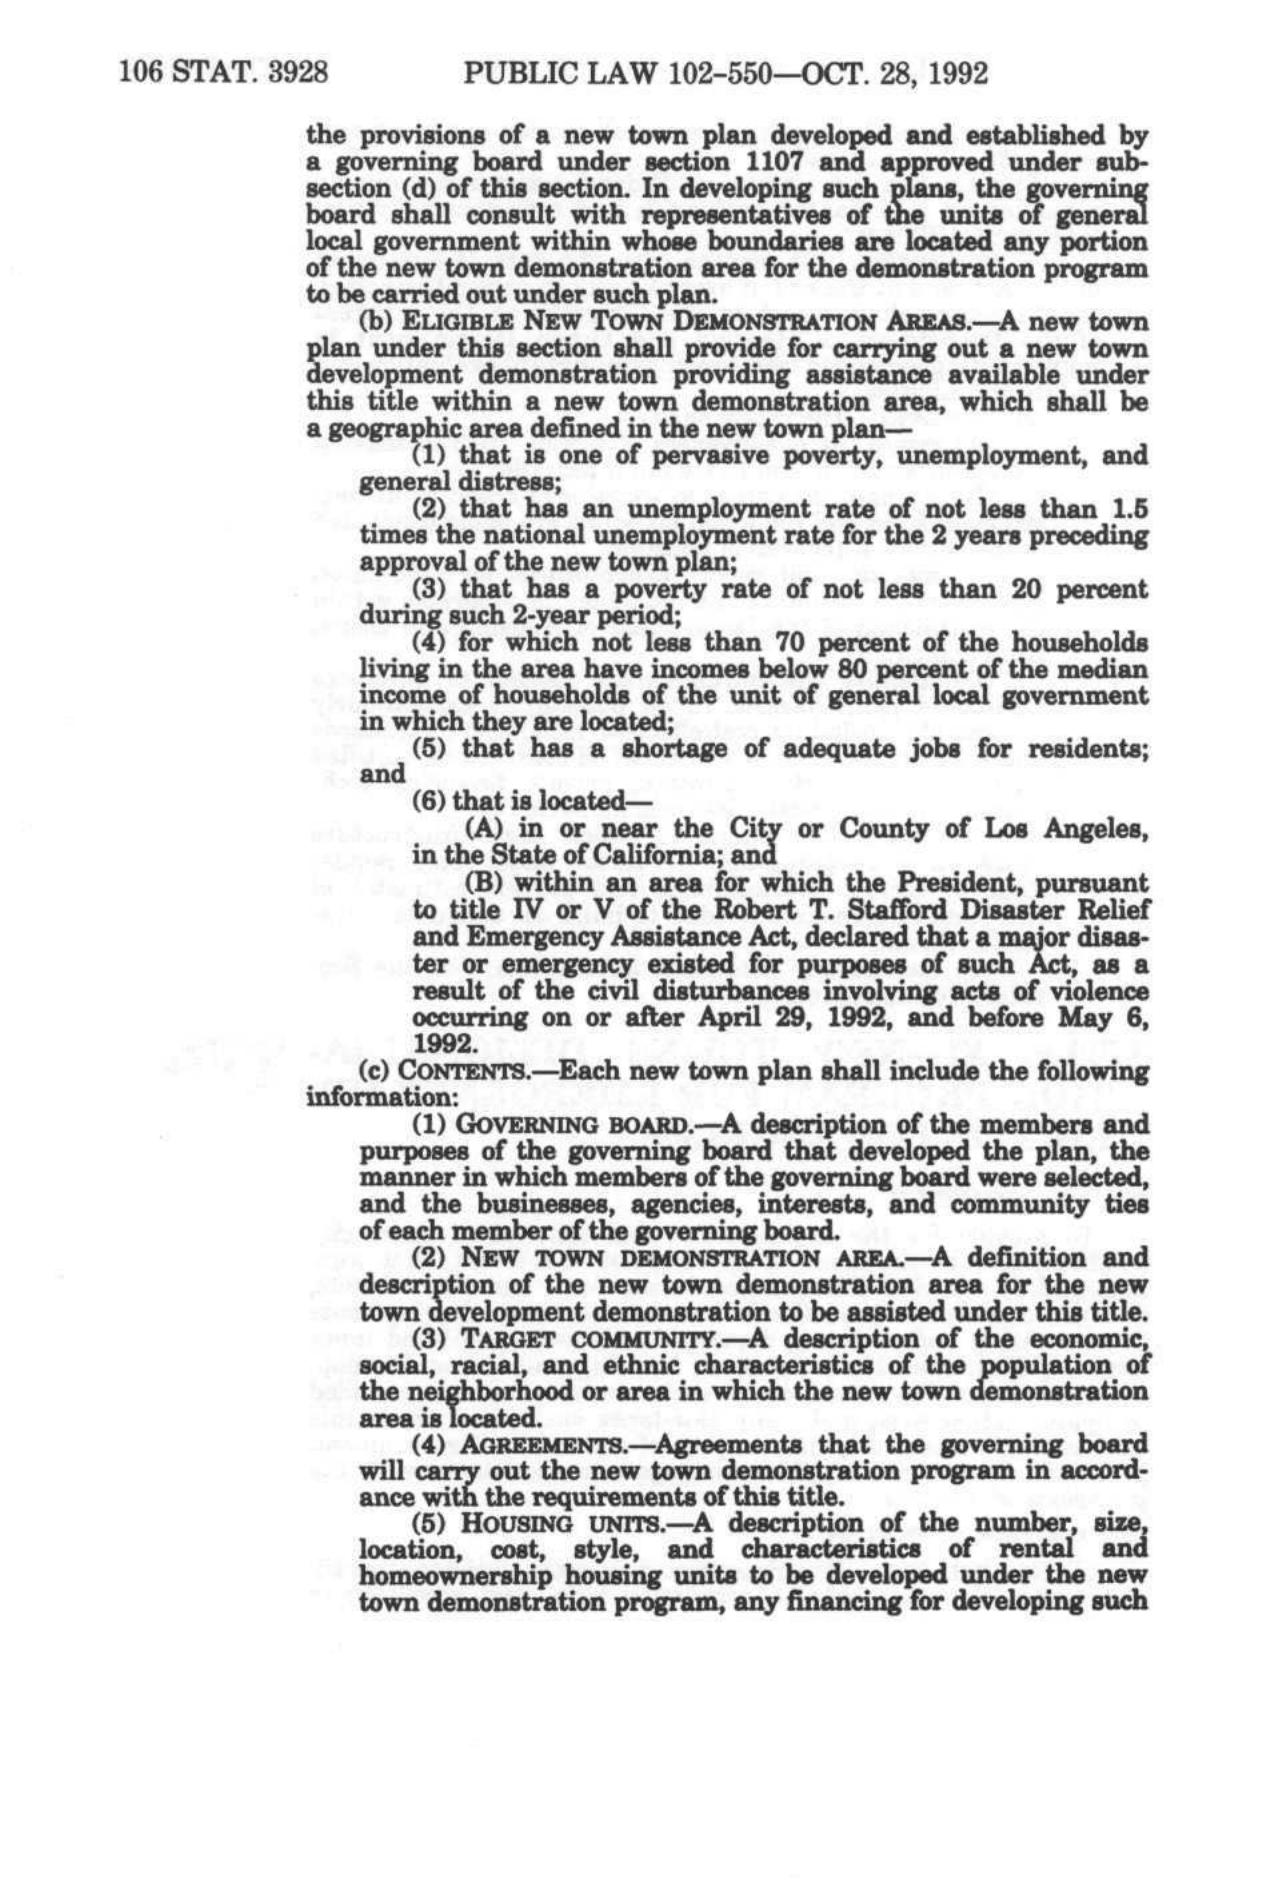 106 STAT. 3928 PUBLIC LAW 102-550—OCT. 28, 1992
the provisions of a new town plan developed and established by
a governing board under section 1107 and approved under sub-
section (d) of this section. In developing such plans, the governing
board shall consult with representatives of the units of general
local government within whose boundaries are located any portion
of the new town demonstration area for the demonstration program
to be carried out under such plan.
(b) ELIGIBLE NEW TOWN DEMONSTRATION AREAS.—A new town
plan under this section shall provide for carrying out a new town
development demonstration providing assistance available under
this title within a new town demonstration area, which shall be
a geographic area defined in the new town plan—
(1) that is one of pervasive poverty, unemployment, and
general distress;
(2) that has an unemployment rate of not less than 1.5
times the national unemployment rate for the 2 years preceding
approval of the new town plan;
(3) that has a poverty rate of not less than 20 percent
during such 2-year period;
(4) for which not less than 70 percent of the households
living in the area have incomes below 80 percent of the median
income of households of the unit of general local government
in which they are located;
(5) that has a shortage of adequate jobs for residents;
and
(6) that is located—
(A) in or near the City or County of Los Angeles,
in the State of California; and
(B) within an area for which the President, pursuant
to title IV or V of the Robert T. Stafford Disaster Relief
and Emergency Assistance Act, declared that a major disas-
ter or emergency existed for purposes of such Act, as a
result of the civil disturbances involving acts of violence
occurring on or after April 29, 1992, and before May 6,
1992.
(c) CONTENTS.—Each new town plan shall include the following
information:
(1) GOVERNING BOARD.—A description of the members and
purposes of the governing board that developed the plan, the
manner in which members of the governing board were selected,
and the businesses, agencies, interests, and community ties
of each member of the governing board.
(2) NEW TOWN DEMONSTRATION AREA.—A definition and
description of the new town demonstration area for the new
town development demonstration to be assisted under this title.
(3) TARGET COMMUNITY.—A description of the economic,
social, racial, and ethnic characteristics of the population of
the neighborhood or area in which the new town demonstration
area is located.
(4) AGREEMENTS.—Agreements that the governing board
will carry out the new town demonstration program in accord-
ance with the requirements of this title.
(5) HOUSING UNITS.—A description of the number, size,
location, cost, style, and characteristics of rental and
homeownership housing units to be developed under the new
town demonstration program, any financing for developing such